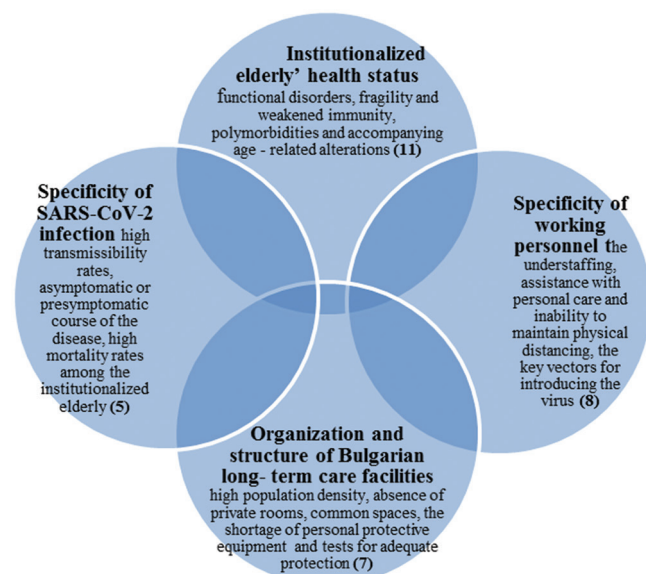 Institutionalized
elderly’ health status
functional disorders, fragility and
weakened immunity,
polymorbidities and accompanying
age - related alterations (11)
Specificity of
SARS-CoV-2
infection high
transmissibility
rates,
asymptomatic or
presymptomatic
course of the
disease, high
mortality rates
among the
institutionalized
elderly (5)
Specificity of
working
personnel the
understaffing,
assistance with
personal care and
inability to
maintain physical
distancing, the
key vectors for
introducing the
virus (8)
Organization and
structure of Bulgarian
long- term care facilities
high population density, absence of
private rooms, common spaces, the
shortage of personal protective
equipment and tests for adequate
protection (7)